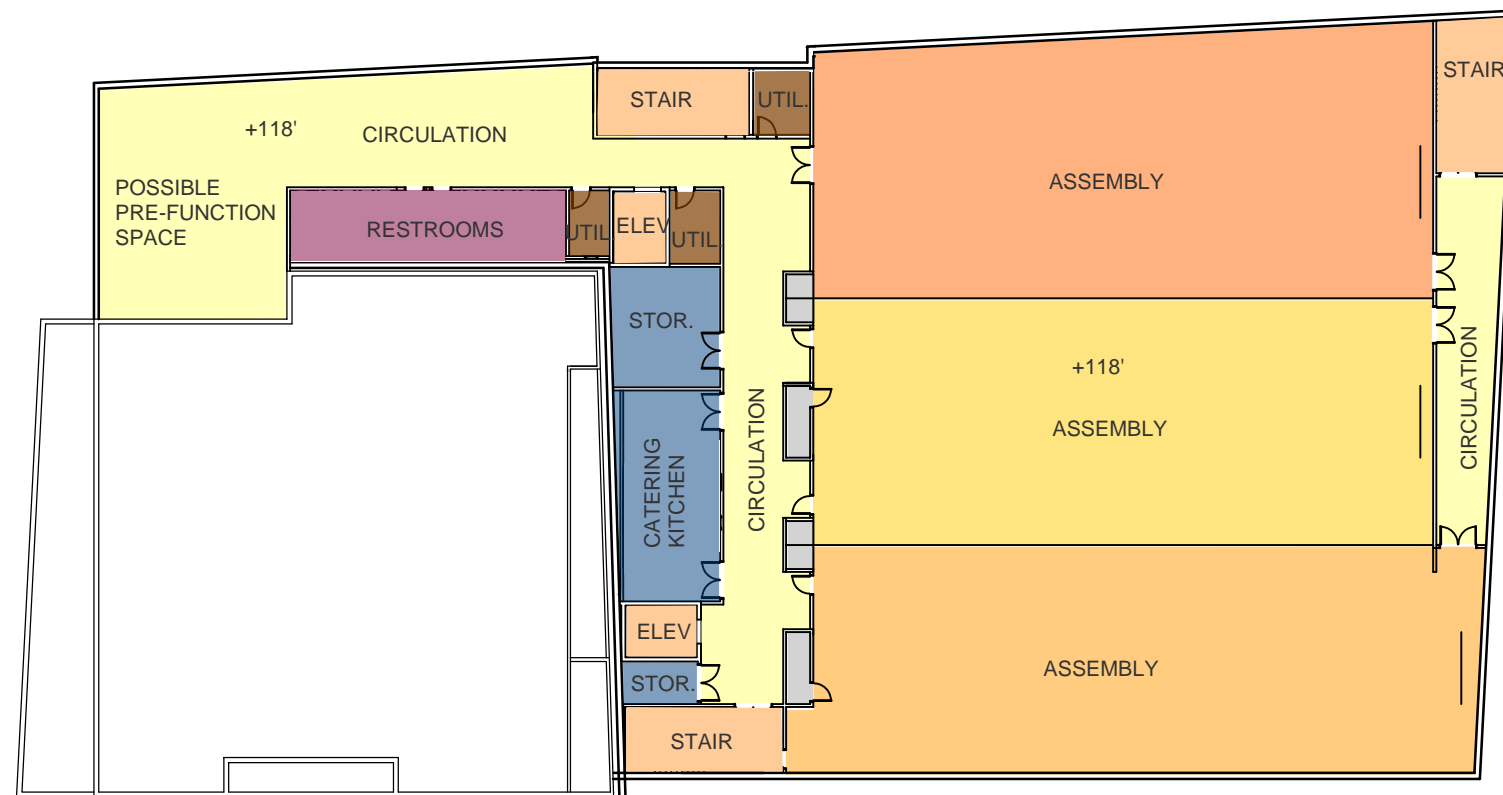 STAIR
STAIR
UTIL.
+118'
CIRCULATION
ASSEMBLY
POSSIBLE
PRE-FUNCTION
SPACE
RESTROOMS
UTIL
ELEV
UTIL.
STOR.
+118'
ASSEMBLY
CIRCULATION
CIRCULATION
CATERING
KITCHEN
ELEV
ASSEMBLY
STOR.
STAIR